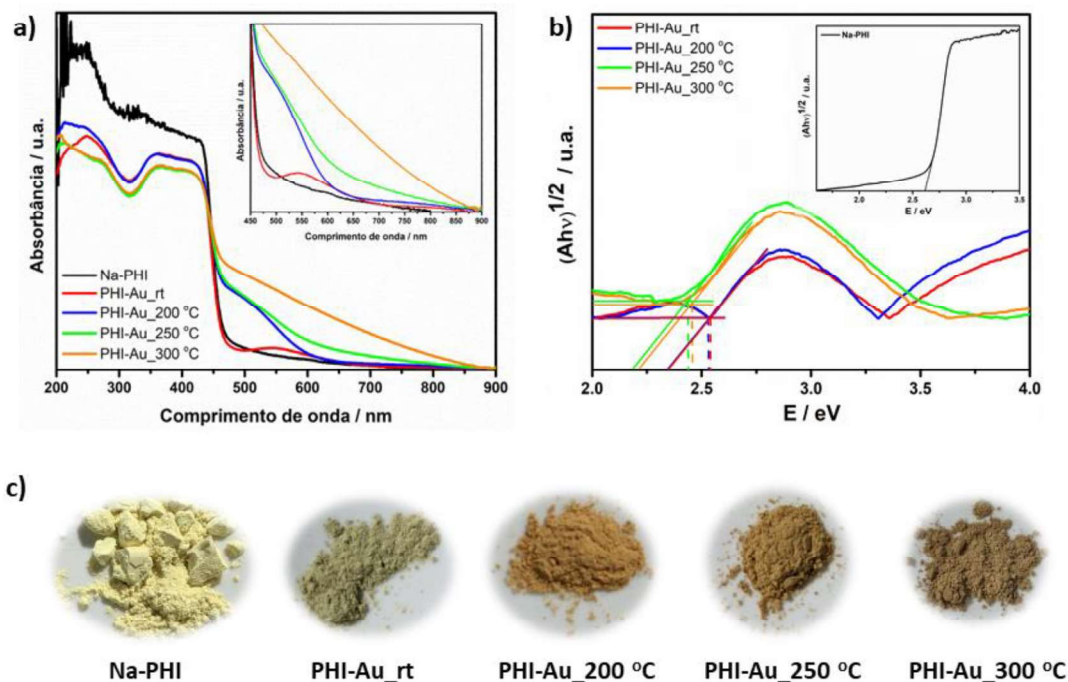 a)
Absorbância / u.a.
Na-PHI
PHI-Au_rt
PHI-Au_200 °C
PHI-Au_250 °C
PHI-Au_300 °C
200 300 400 500 600 700 800 900
Comprimento de onda / nm
Absorbância / u.a.
450 500 550 600 650 700 750 800 850 900
Comprimento de onda / nm
b)
(Ahν)1/2 / u.a.
PHI-Au_rt
PHI-Au_200 °C
PHI-Au_250 °C
PHI-Au_300 °C
2.0 2.5 3.0 3.5 4.0
E / eV
Na-PHI
(Ahν)1/2 / u.a.
2.0 2.5 3.0 3.5
E / eV
c)
Na-PHI PHI-Au_rt PHI-Au_200 °C PHI-Au_250 °C PHI-Au_300 °C